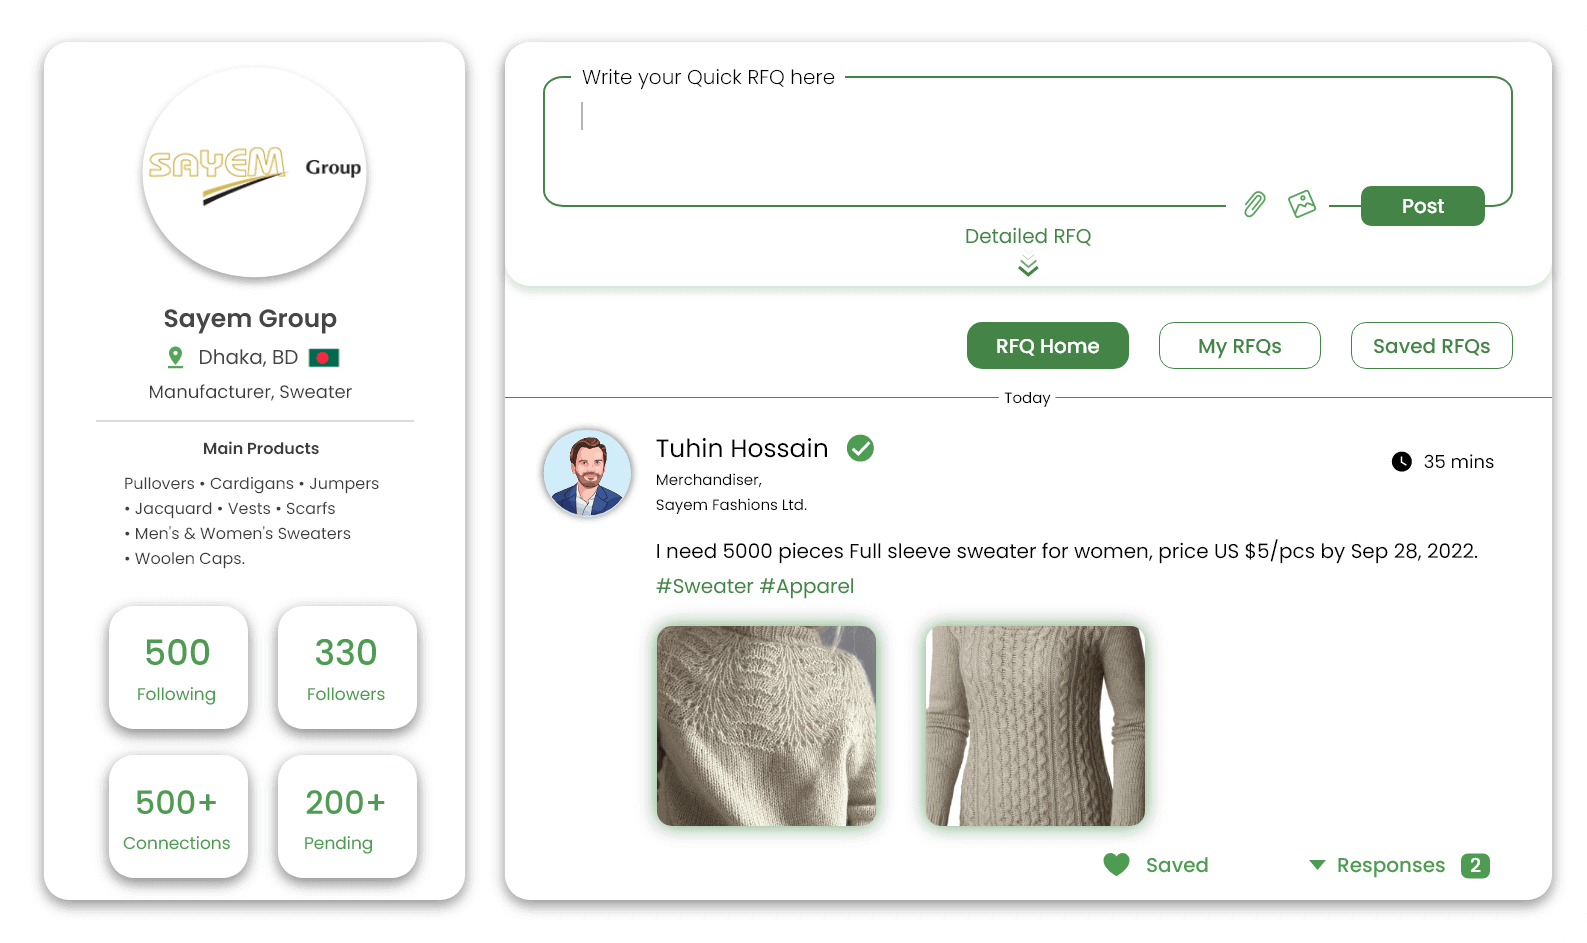 SAYEM Group
Sayem Group
Dhaka, BD
Manufacturer, Sweater
Main Products
Pullovers • Cardigans • Jumpers
• Jacquard • Vests • Scarfs
• Men's & Women's Sweaters
• Woolen Caps.
500
Following
330
Followers
500+
Connections
200+
Pending
Write your Quick RFQ here
Post
Detailed RFQ
RFQ Home
My RFQs
Saved RFQs
Today
Tuhin Hossain
35 mins
Merchandiser,
Sayem Fashions Ltd.
I need 5000 pieces Full sleeve sweater for women, price US $5/pcs by Sep 28, 2022.
#Sweater #Apparel
Saved
Responses 2